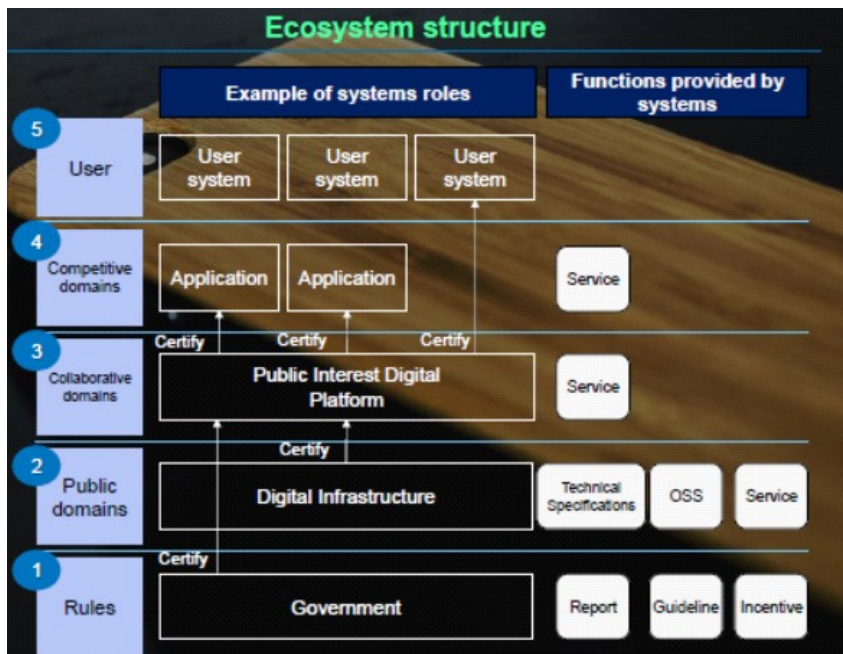 Ecosystem structure
Example of systems roles
Functions provided by
systems
5
User
User
system
User
system
User
system
4
Competitive
domains
Application
Application
Service
Certify
Certify
Certify
3
Collaborative
domains
Public Interest Digital
Platform
Service
Certify
2
Public
domains
Digital Infrastructure
Technical
Specifications
OSS
Service
Certify
1
Rules
Government
Report
Guideline
Incentive